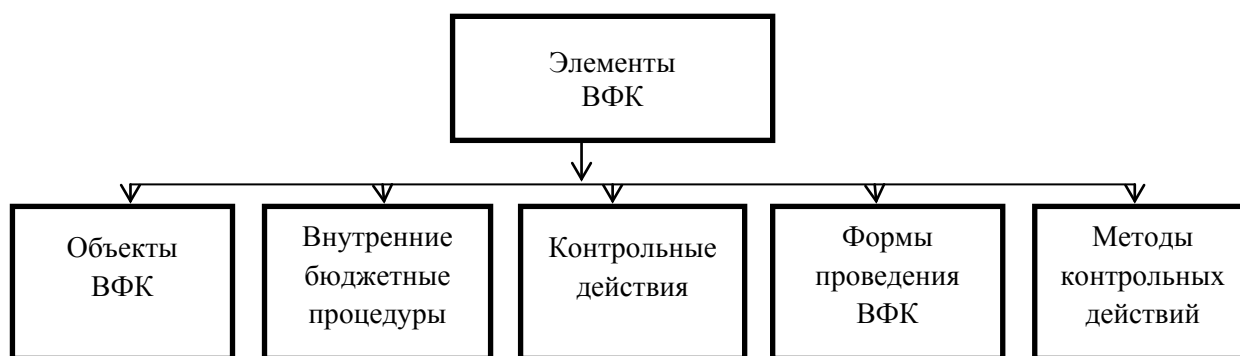 Элементы
ВФК
Объекты
ВФК
Внутренние
бюджетные
процедуры
Контрольные
действия
Формы
проведения
ВФК
Методы
контрольных
действий